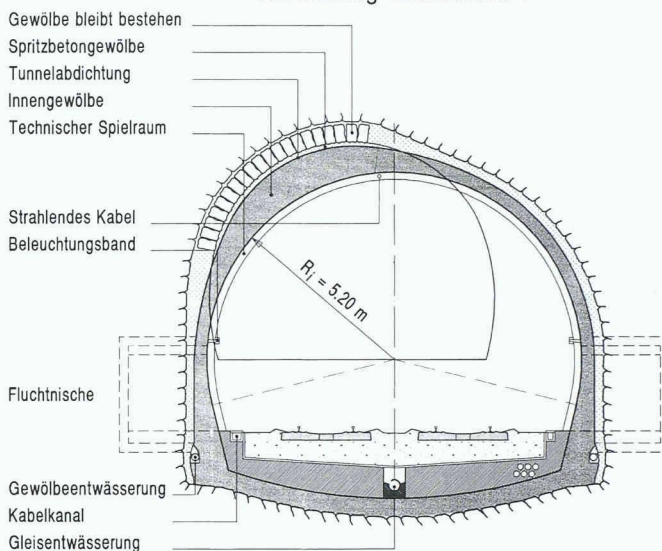 Gewölbe bleibt bestehen
Spritzbetongewölbe
Tunnelabdichtung
Innengewölbe
Technischer Spielraum
Strahlendes Kabel
Beleuchtungsband
Ri = 5.20 m
Fluchtnische
Gewölbeentwässerung
Kabelkanal
Gleisentwässerung